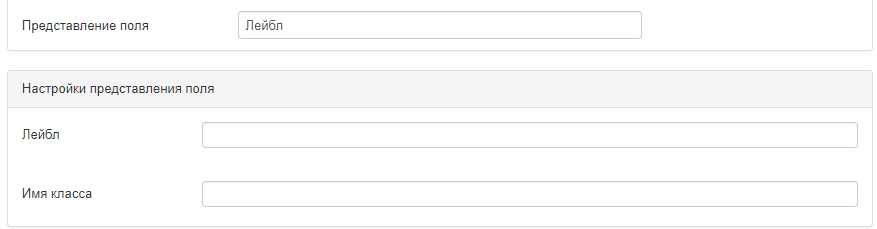 Представление поля Лейбл
Настройки представления поля
Лейбл
Имя класса